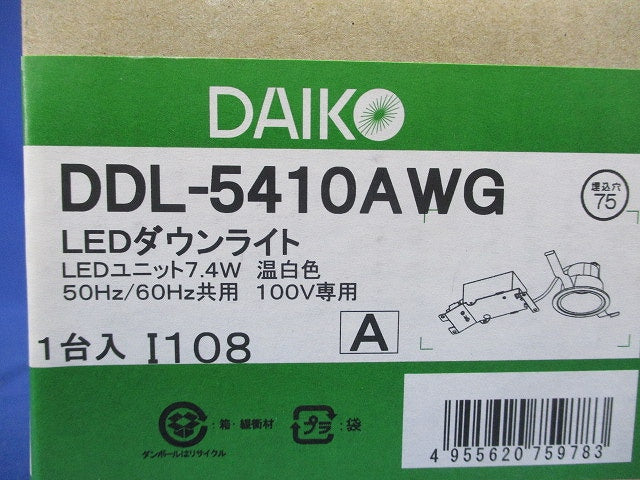 DAIKO
DDL-5410AWG
埋込穴
75
LEDダウンライト
LEDユニット7.4W 温白色
50Hz/60Hz共用 100V専用
1台入 I108
A
:箱・緩衝材
ダンボールはリサイクル
プラ
:袋
4 955620 759783